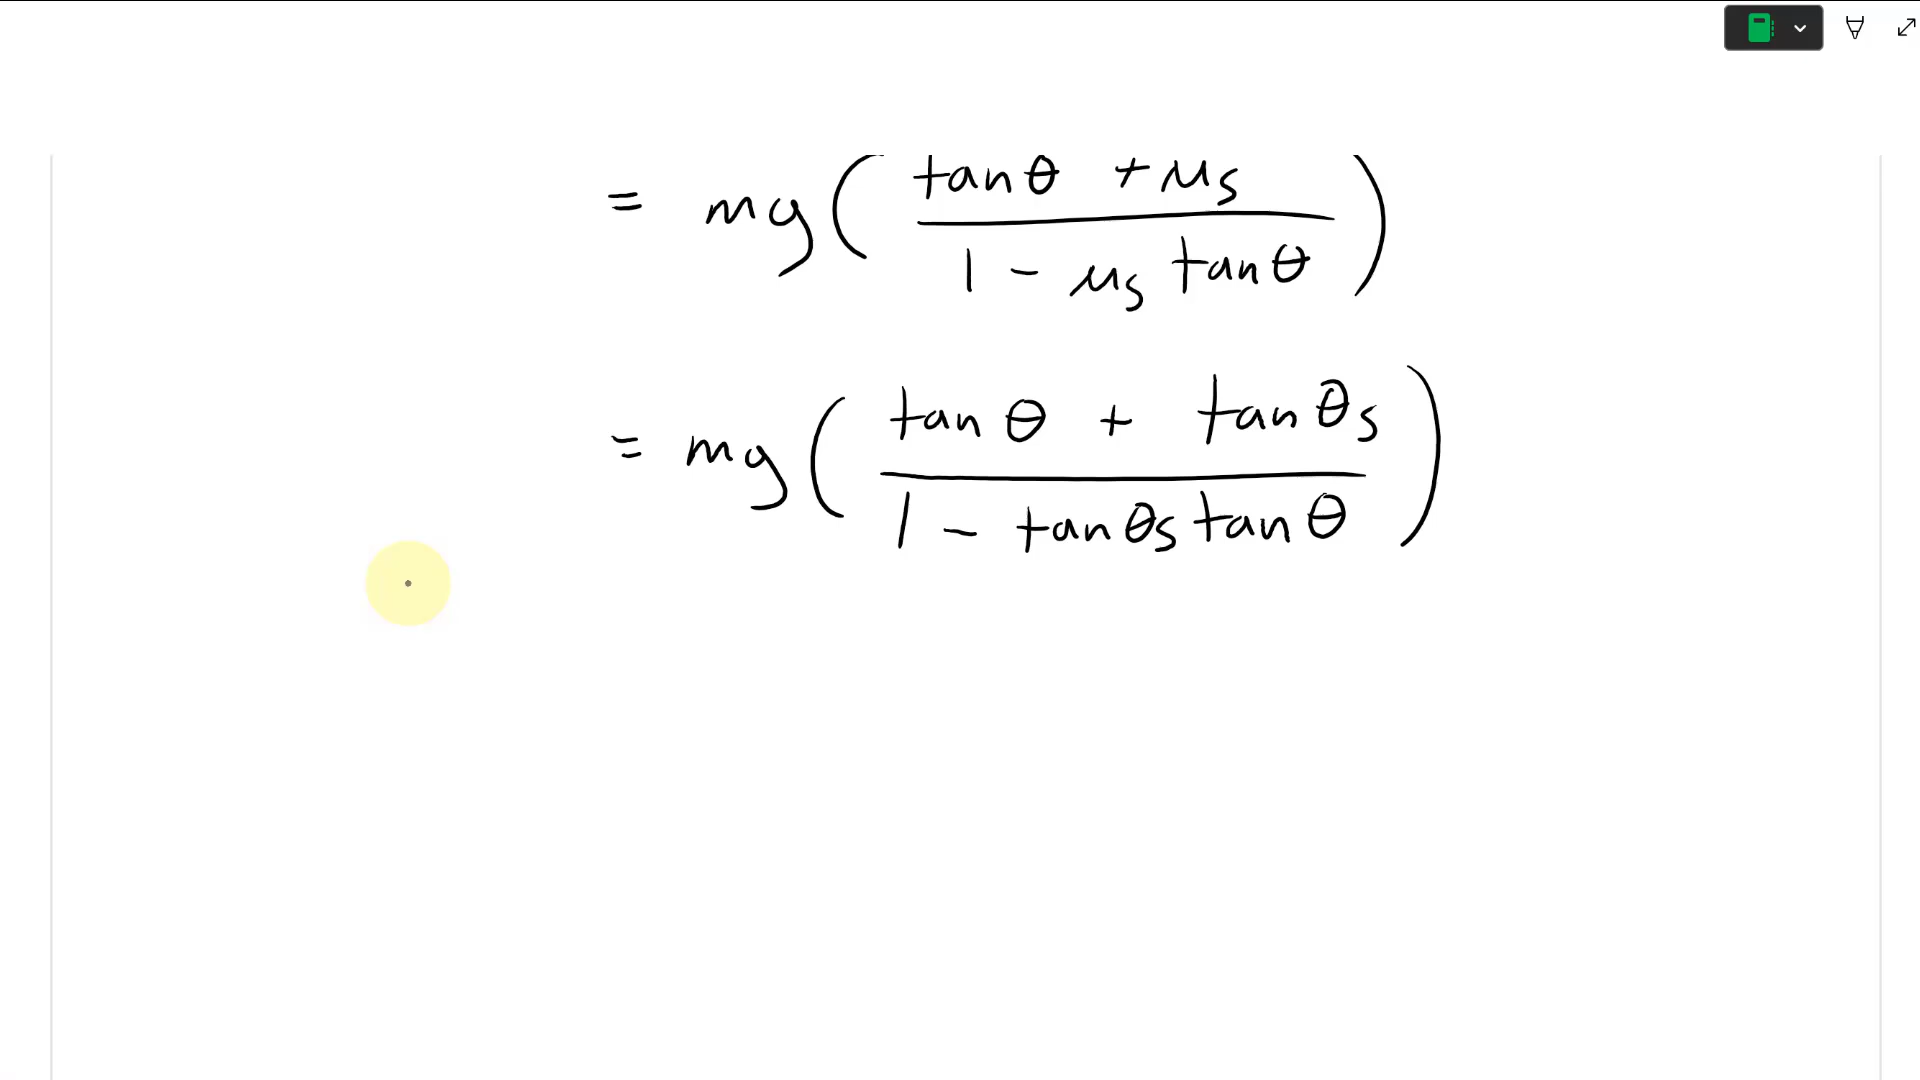 = mg( (tanθ + μs) / (1 - μs tanθ) )
= mg( (tanθ + tanθs) / (1 - tanθs tanθ) )